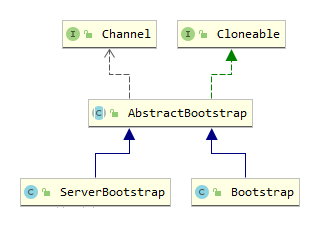 I Channel
I Cloneable
C AbstractBootstrap
C ServerBootstrap
C Bootstrap